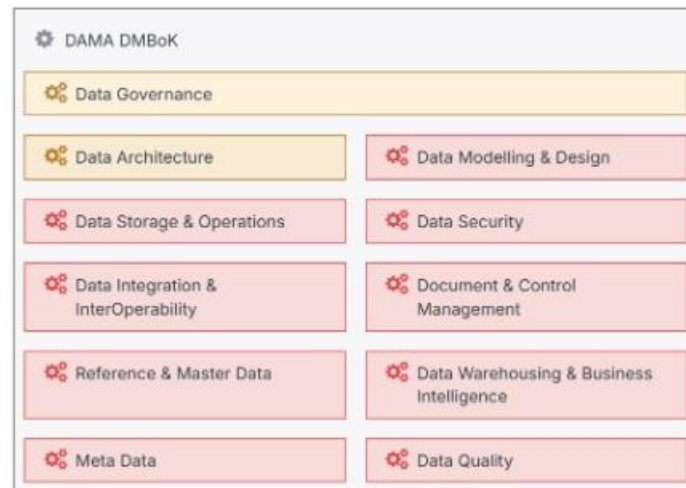 DAMA DMBoK
Data Governance
Data Architecture
Data Modelling & Design
Data Storage & Operations
Data Security
Data Integration &
InterOperability
Document & Control
Management
Reference & Master Data
Data Warehousing & Business
Intelligence
Meta Data
Data Quality